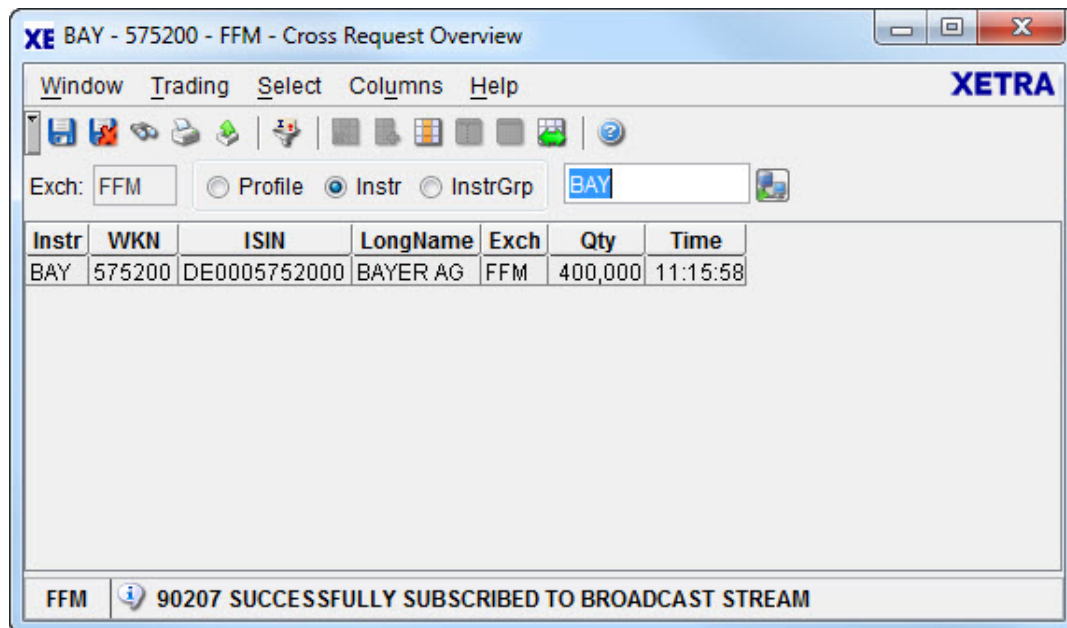 XE BAY - 575200 - FFM - Cross Request Overview
Window Trading Select Columns Help XETRA
Exch: FFM Profile Instr InstrGrp BAY
Instr WKN ISIN LongName Exch Qty Time
BAY 575200 DE0005752000 BAYER AG FFM 400,000 11:15:58
FFM 90207 SUCCESSFULLY SUBSCRIBED TO BROADCAST STREAM